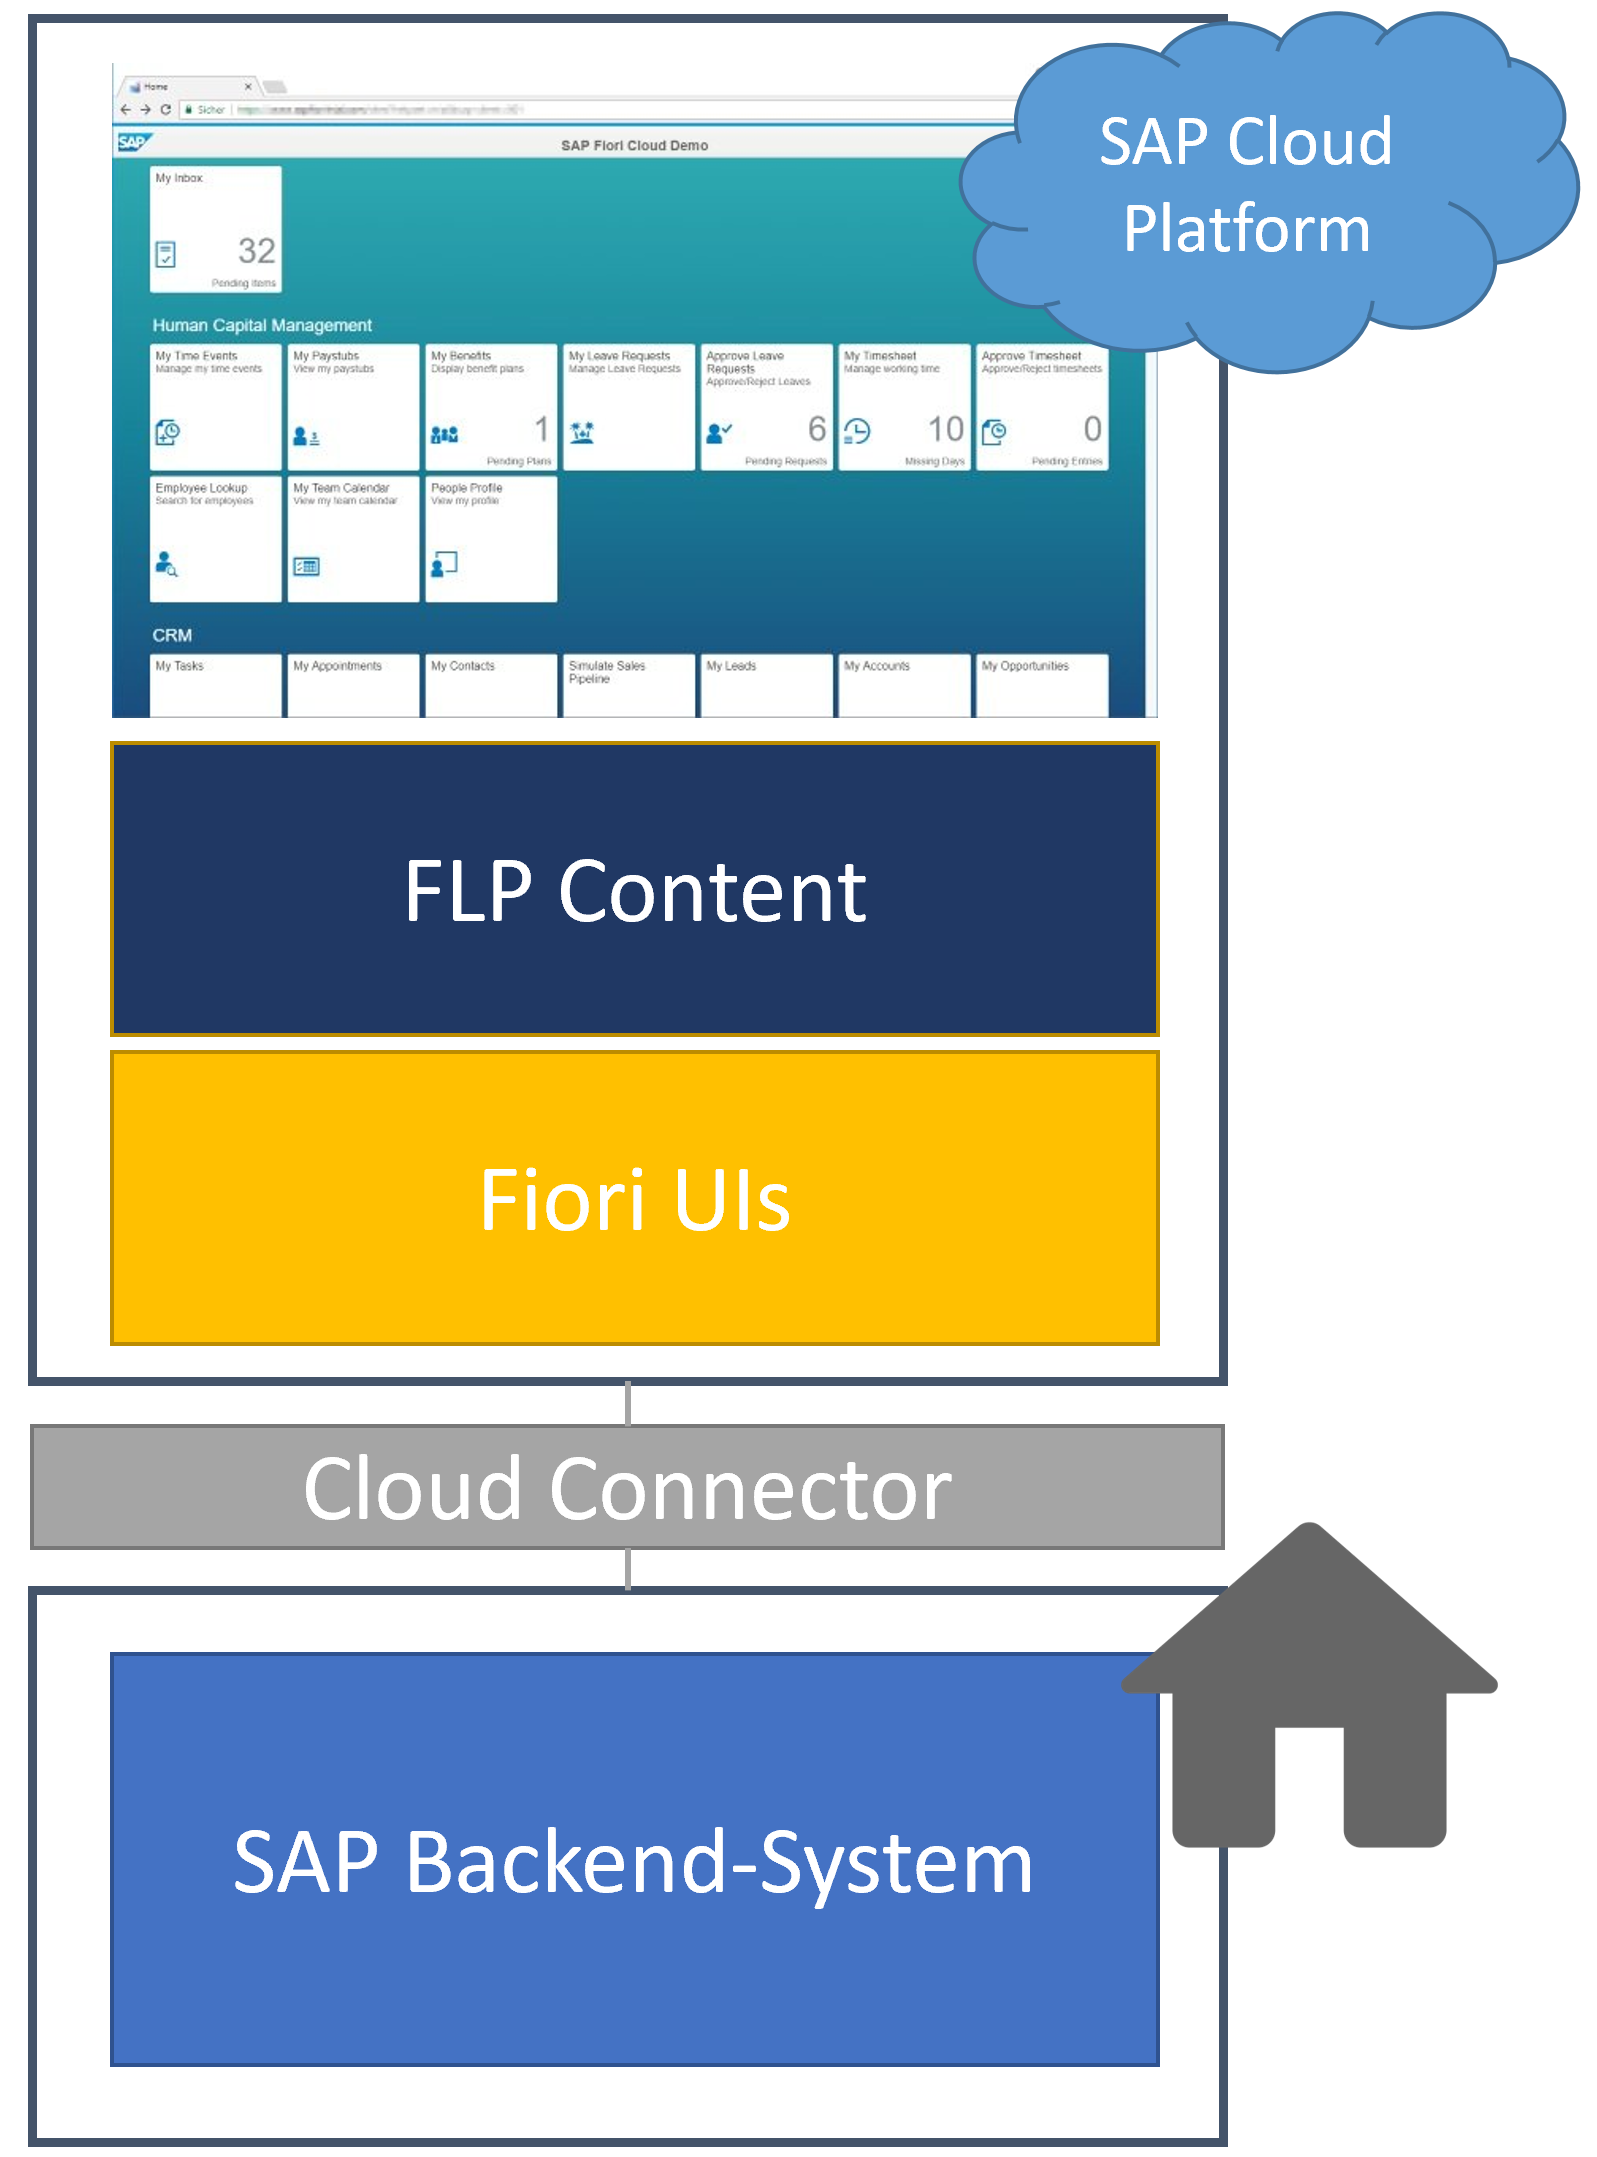 Home
Sicher
SAP
SAP Fiori Cloud Demo
SAP Cloud
Platform
My Inbox
32
Pending Items
Human Capital Management
My Time Events
Manage my time events
My Paystubs
View my paystubs
My Benefits
Display benefit plans
1
Pending Plans
My Leave Requests
Manage Leave Requests
Approve Leave
Requests
Approve/Reject Leaves
6
Pending Requests
My Timesheet
Manage working time
10
Missing Days
Approve Timesheet
Approve/Reject timesheets
0
Pending Entries
Employee Lookup
Search for employees
My Team Calendar
View my team calendar
People Profile
View my profile
CRM
My Tasks
My Appointments
My Contacts
Simulate Sales
Pipeline
My Leads
My Accounts
My Opportunities
FLP Content
Fiori UIs
Cloud Connector
SAP Backend-System